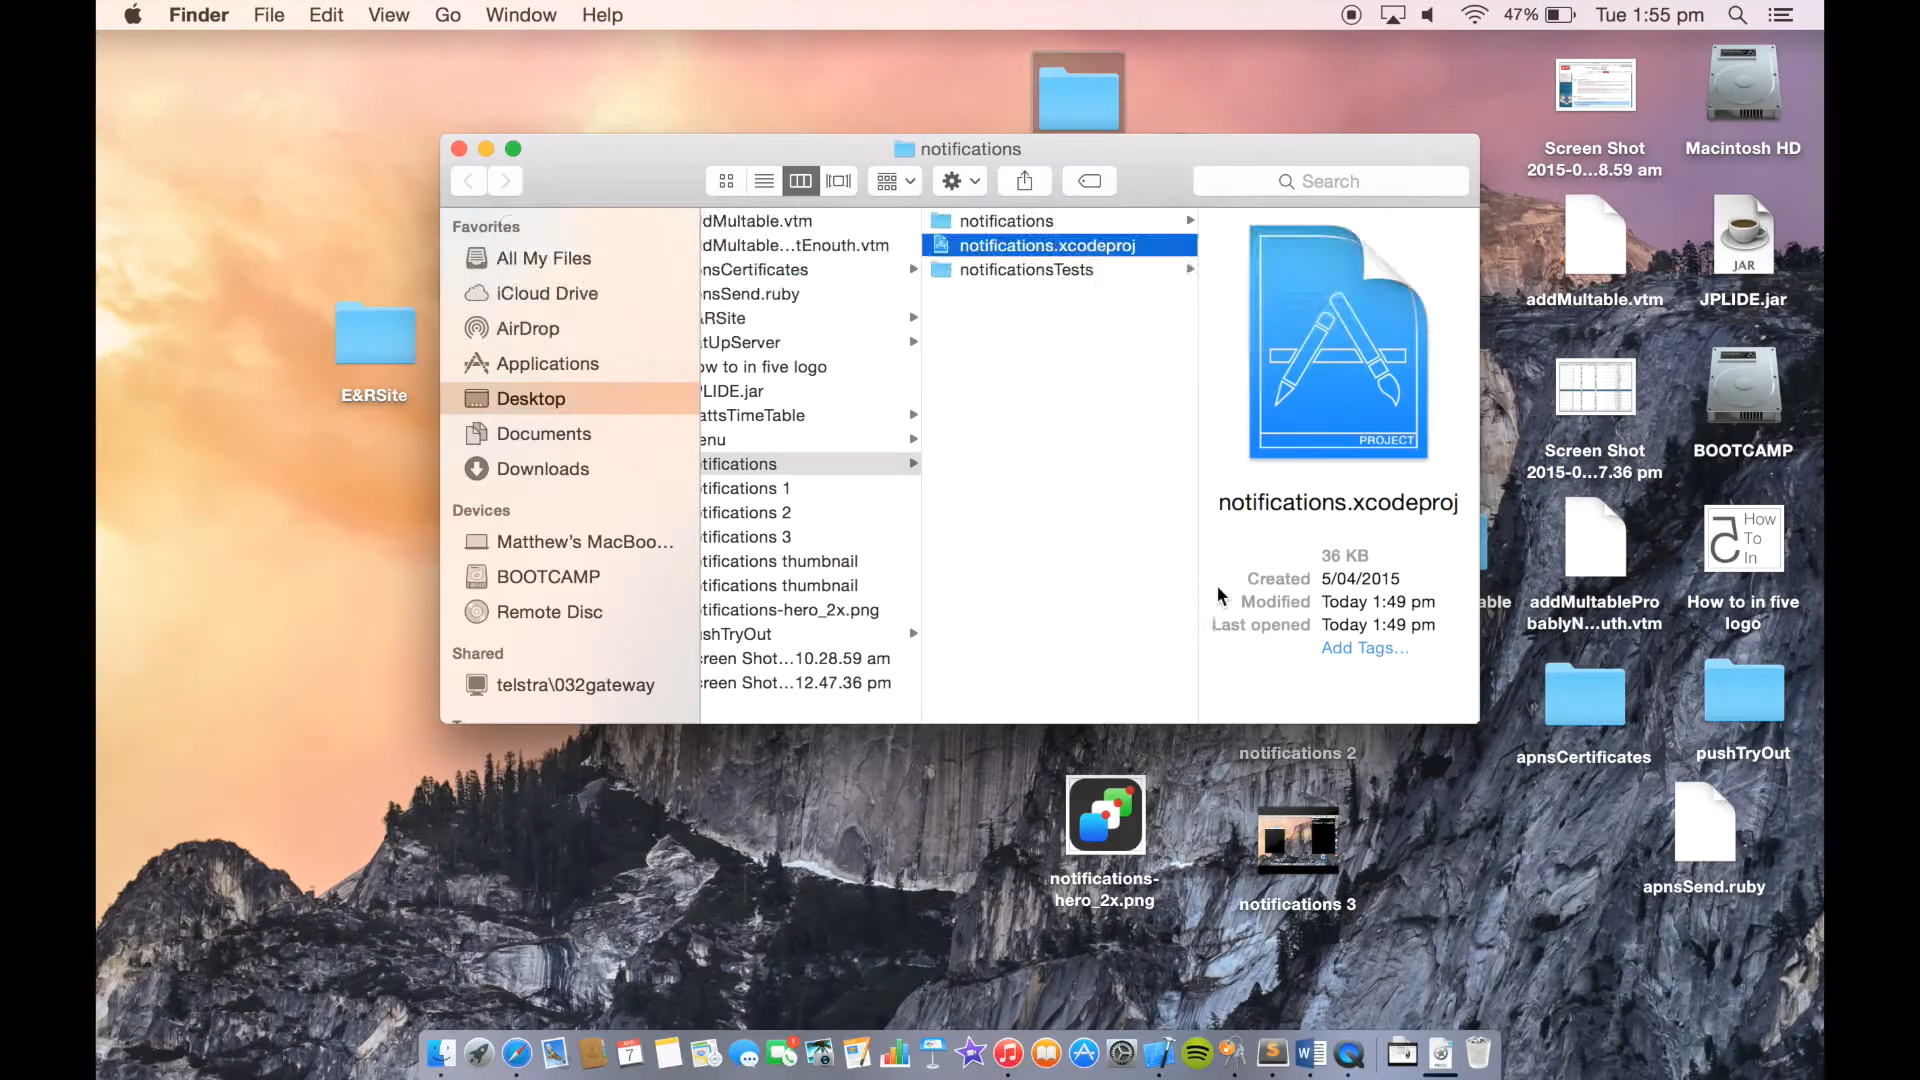 Finder File Edit View Go Window Help
47% Tue 1:55 pm
notifications
Search
Favorites
All My Files
iCloud Drive
AirDrop
Applications
Desktop
Documents
Downloads
Devices
Matthew's MacBoo...
BOOTCAMP
Remote Disc
Shared
telstra\032gateway
dMultable.vtm
dMultable...tEnouth.vtm
nsCertificates
nsSend.ruby
RSite
tUpServer
ow to in five logo
PLIDE.jar
attsTimeTable
enu
tifications
tifications 1
tifications 2
tifications 3
tifications thumbnail
tifications thumbnail
tifications-hero_2x.png
shTryOut
reen Shot...10.28.59 am
reen Shot...12.47.36 pm
notifications
notifications.xcodeproj
notificationsTests
PROJECT
notifications.xcodeproj
36 KB
Created 5/04/2015
Modified Today 1:49 pm
Last opened Today 1:49 pm
Add Tags...
E&RSite
Screen Shot
2015-0...8.59 am
Macintosh HD
addMultable.vtm
JAR
JPLIDE.jar
Screen Shot
2015-0...7.36 pm
BOOTCAMP
able
addMultablePro
bablyN...uth.vtm
How
To
In
How to in five
logo
apnsCertificates
pushTryOut
apnsSend.ruby
notifications 2
notifications-
hero_2x.png
notifications 3
7